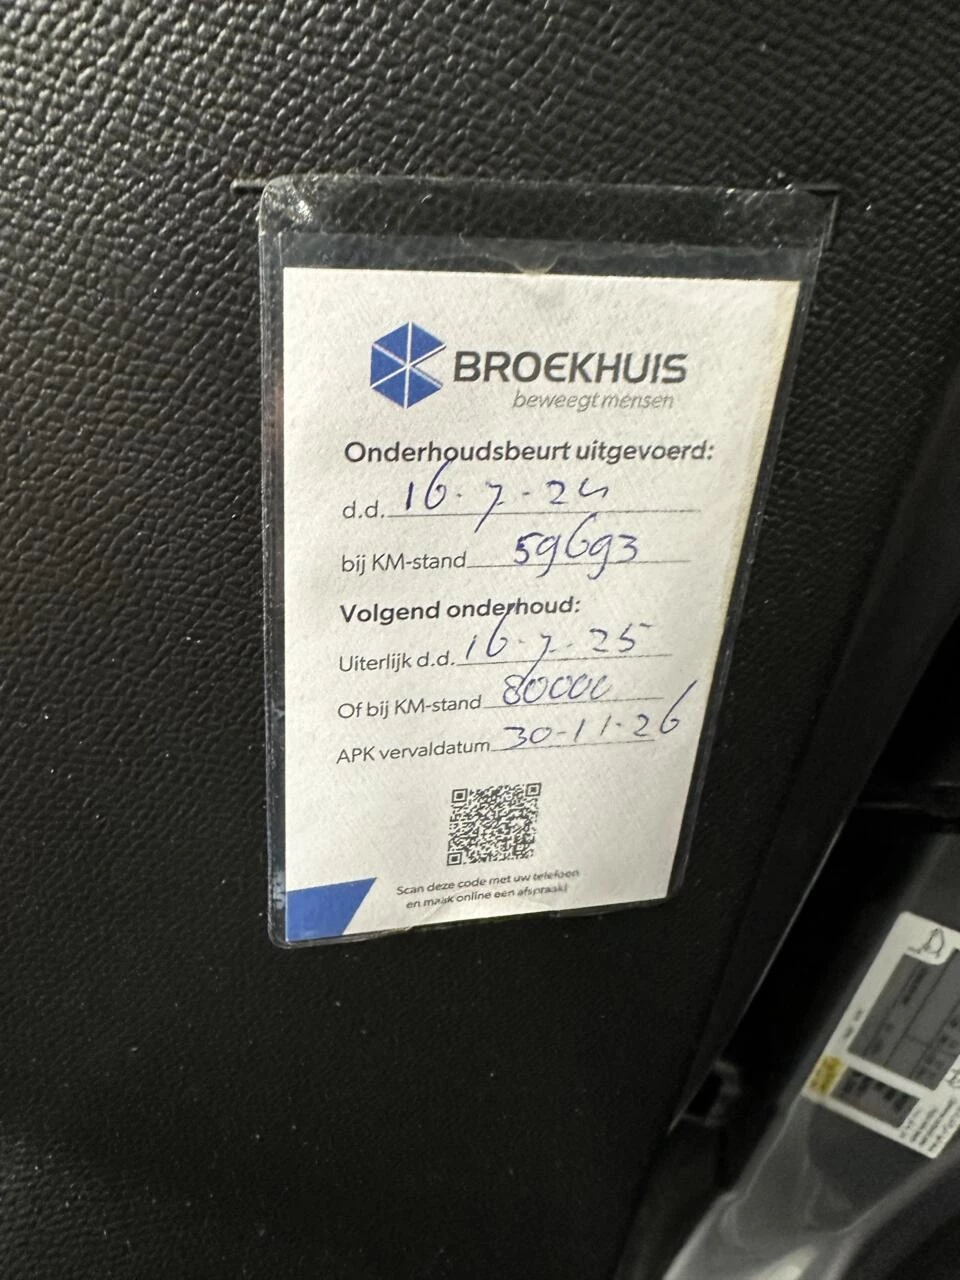 BROEKHUIS
beweegt mensen
Onderhoudsbeurt uitgevoerd:
d.d. 16-7-24
bij KM-stand 59693
Volgend onderhoud:
Uiterlijk d.d. 16-7-25
Of bij KM-stand 80000
APK vervaldatum 30-11-26
Scan deze code met uw telefoon
en maak online een afspraak!